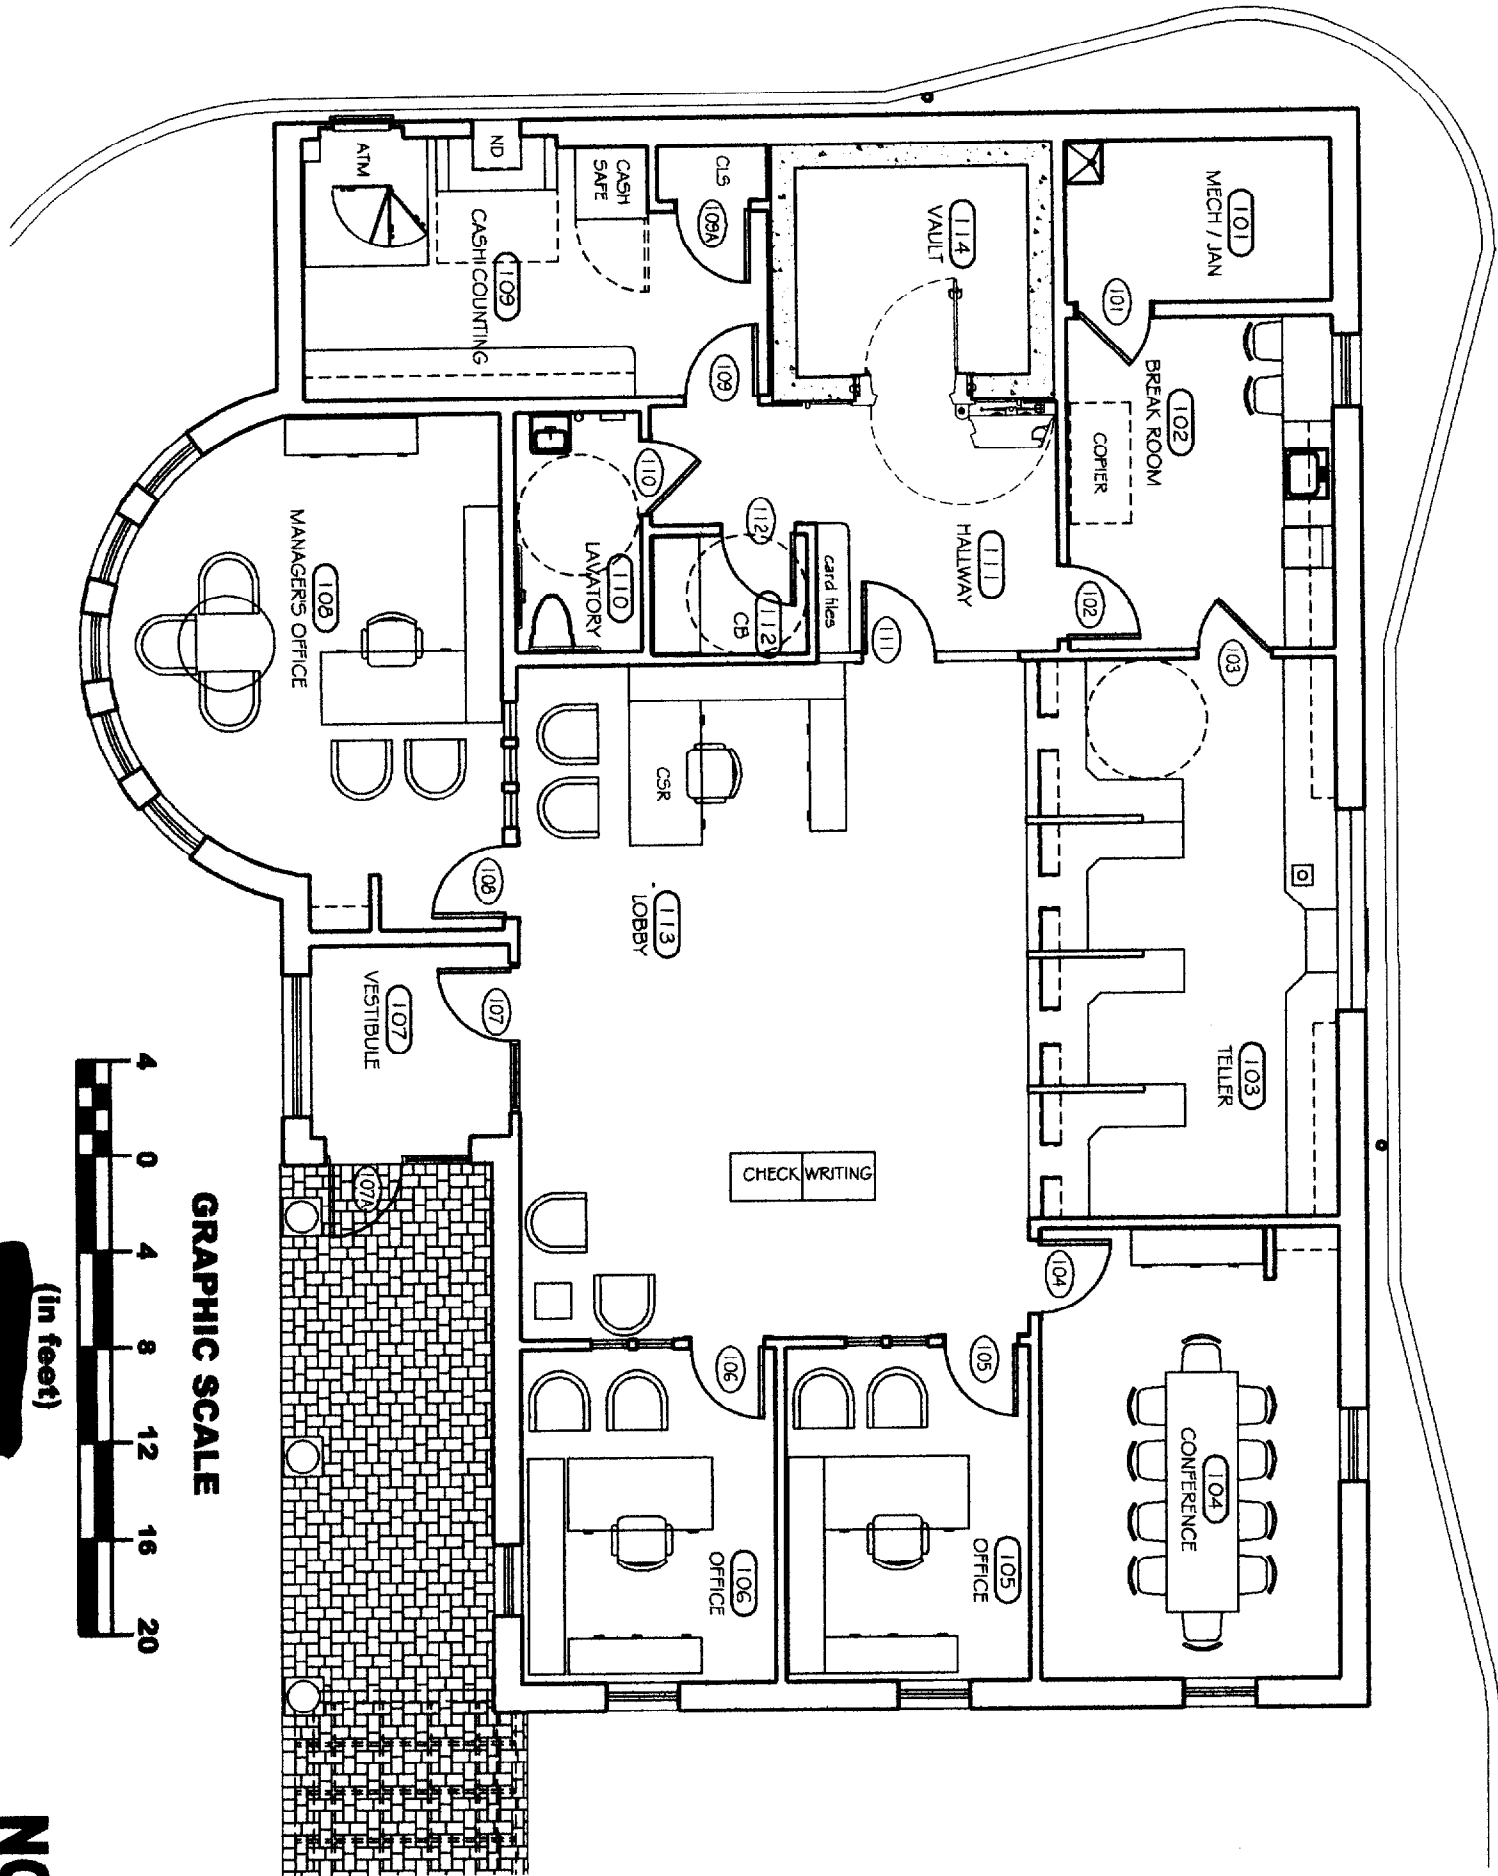 101
MECH / JAN
101
114
VAULT
CLS
109A
CASH
SAFE
ND
ATM
109
CASH COUNTING
109
102
BREAK ROOM
COPIER
102
111
HALLWAY
111
card files
112
112
CB
110
110
LAVATORY
108
MANAGER'S OFFICE
108
103
103
TELLER
CSR
113
LOBBY
107
107
VESTIBULE
107A
CHECK WRITING
104
104
CONFERENCE
105
105
OFFICE
106
106
OFFICE
GRAPHIC SCALE
4 0 4 8 12 16 20
(in feet)